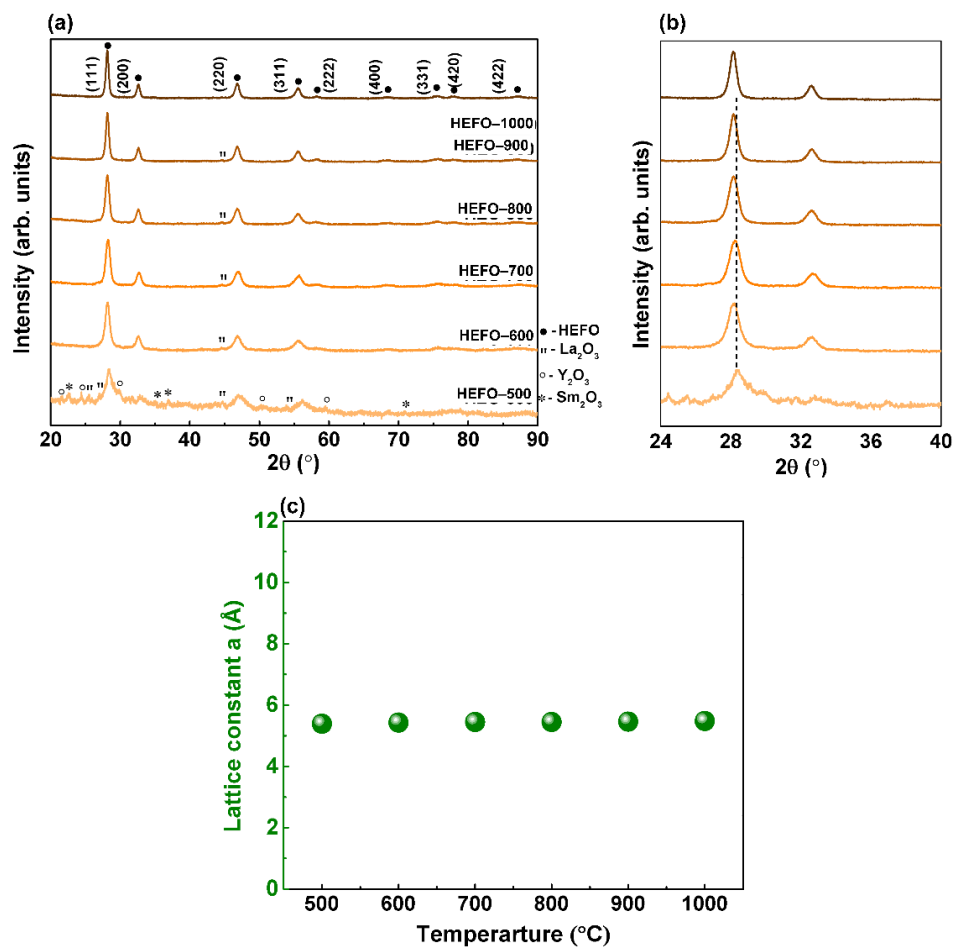 (a)
(b)
(111)
(200)
(220)
(311)
(222)
(400)
(331)
(420)
(422)
HEFO–1000
HEFO–900
HEFO–800
HEFO–700
HEFO–600
HEFO–500
● - HEFO
" - La₂O₃
○ - Y₂O₃
* - Sm₂O₃
Intensity (arb. units)
20 30 40 50 60 70 80 90
2θ (°)
Intensity (arb. units)
24 28 32 36 40
2θ (°)
(c)
12
10
8
6
4
2
0
Lattice constant a (Å)
500 600 700 800 900 1000
Temperarture (°C)